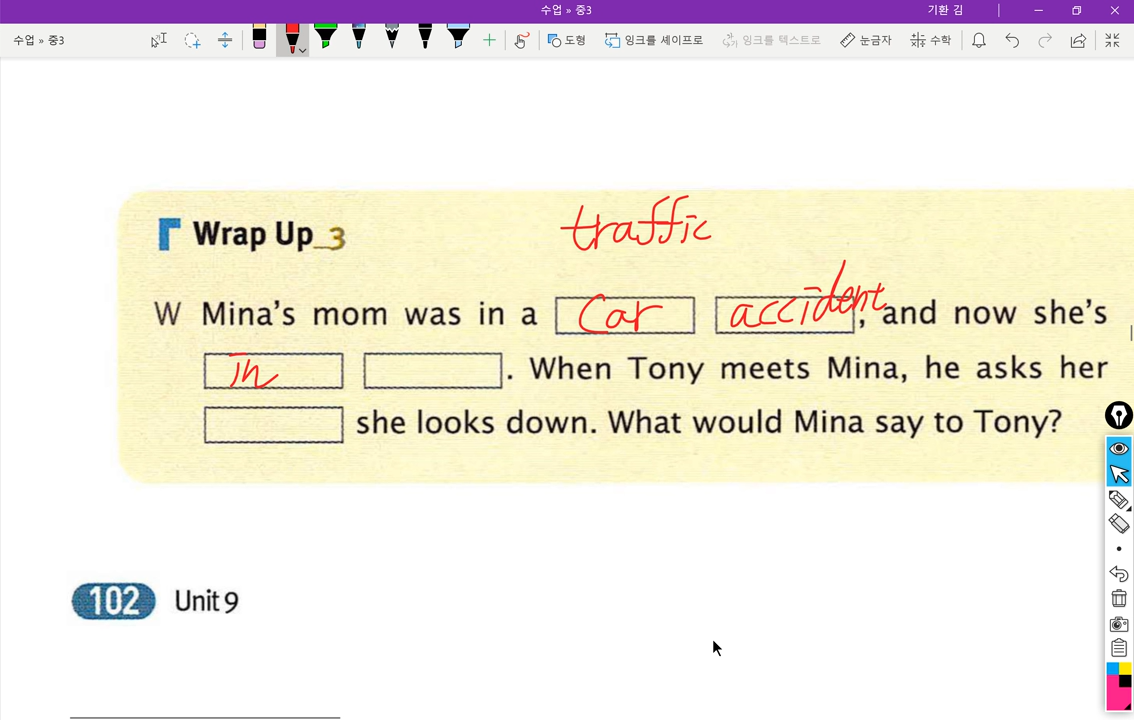 수업 » 중3
기환 김
수업 » 중3
도형
잉크를 셰이프로
잉크를 텍스트로
눈금자
수학
Wrap Up_3
traffic
W Mina's mom was in a car accident, and now she's
in . When Tony meets Mina, he asks her
she looks down. What would Mina say to Tony?
102 Unit 9